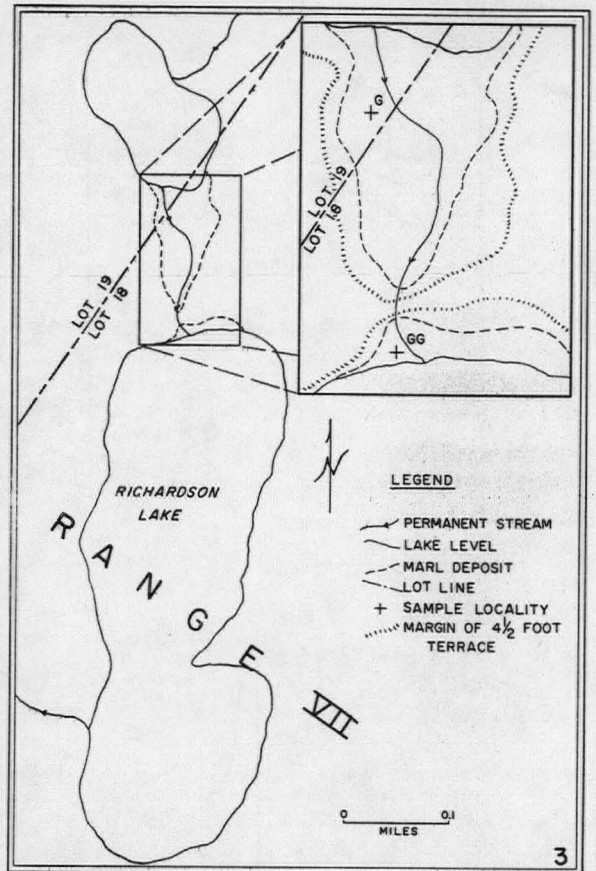 G
LOT 19
LOT 18
GG
LOT 19
LOT 18
RICHARDSON
LAKE
RANGE VII
N
LEGEND
PERMANENT STREAM
LAKE LEVEL
MARL DEPOSIT
LOT LINE
+ SAMPLE LOCALITY
MARGIN OF 4½ FOOT
TERRACE
0 0.1
MILES
3